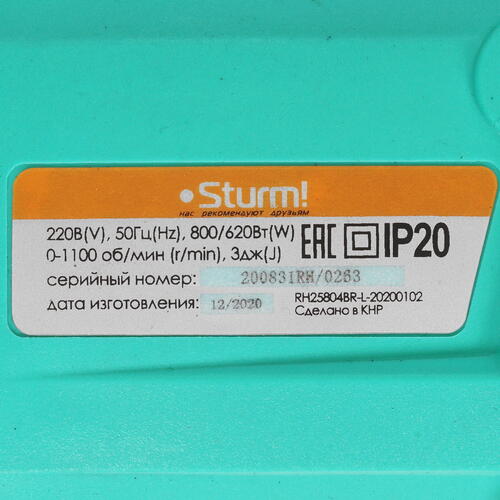 Sturm!
нас рекомендуют друзьям
220В(V), 50Гц(Hz), 800/620Вт(W)
0-1100 об/мин (r/min), 3Дж(J)
EAC IP20
серийный номер: 200831RH/0263
дата изготовления: 12/2020
RH25804BR-L-20200102
Сделано в КНР